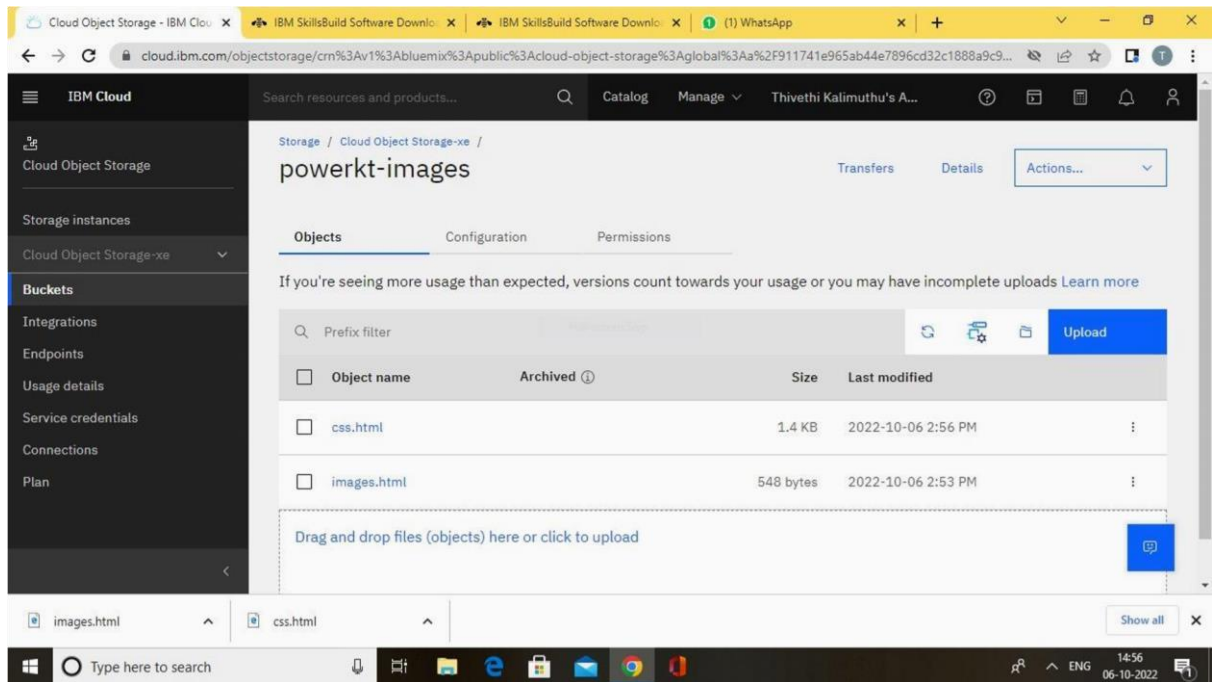 Cloud Object Storage - IBM Clou
IBM SkillsBuild Software Downlo
IBM SkillsBuild Software Downlo
(1) WhatsApp
cloud.ibm.com/objectstorage/crn%3Av1%3Abluemix%3Apublic%3Acloud-object-storage%3Aglobal%3Aa%2F911741e965ab44e7896cd32c1888a9c9...
T
IBM Cloud
Search resources and products...
Catalog
Manage
Thivethi Kalimuthu's A...
Cloud Object Storage
Storage instances
Cloud Object Storage-xe
Buckets
Integrations
Endpoints
Usage details
Service credentials
Connections
Plan
Storage / Cloud Object Storage-xe /
powerkt-images
Transfers
Details
Actions...
Objects
Configuration
Permissions
If you're seeing more usage than expected, versions count towards your usage or you may have incomplete uploads Learn more
Prefix filter
Upload
Object name Archived Size Last modified
css.html 1.4 KB 2022-10-06 2:56 PM
images.html 548 bytes 2022-10-06 2:53 PM
Drag and drop files (objects) here or click to upload
images.html
css.html
Show all
Type here to search
ENG
14:56
06-10-2022
1